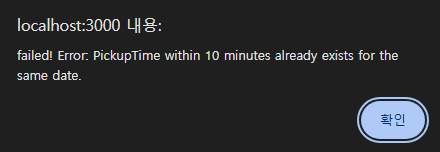 localhost:3000 내용:
failed! Error: PickupTime within 10 minutes already exists for the
same date.
확인